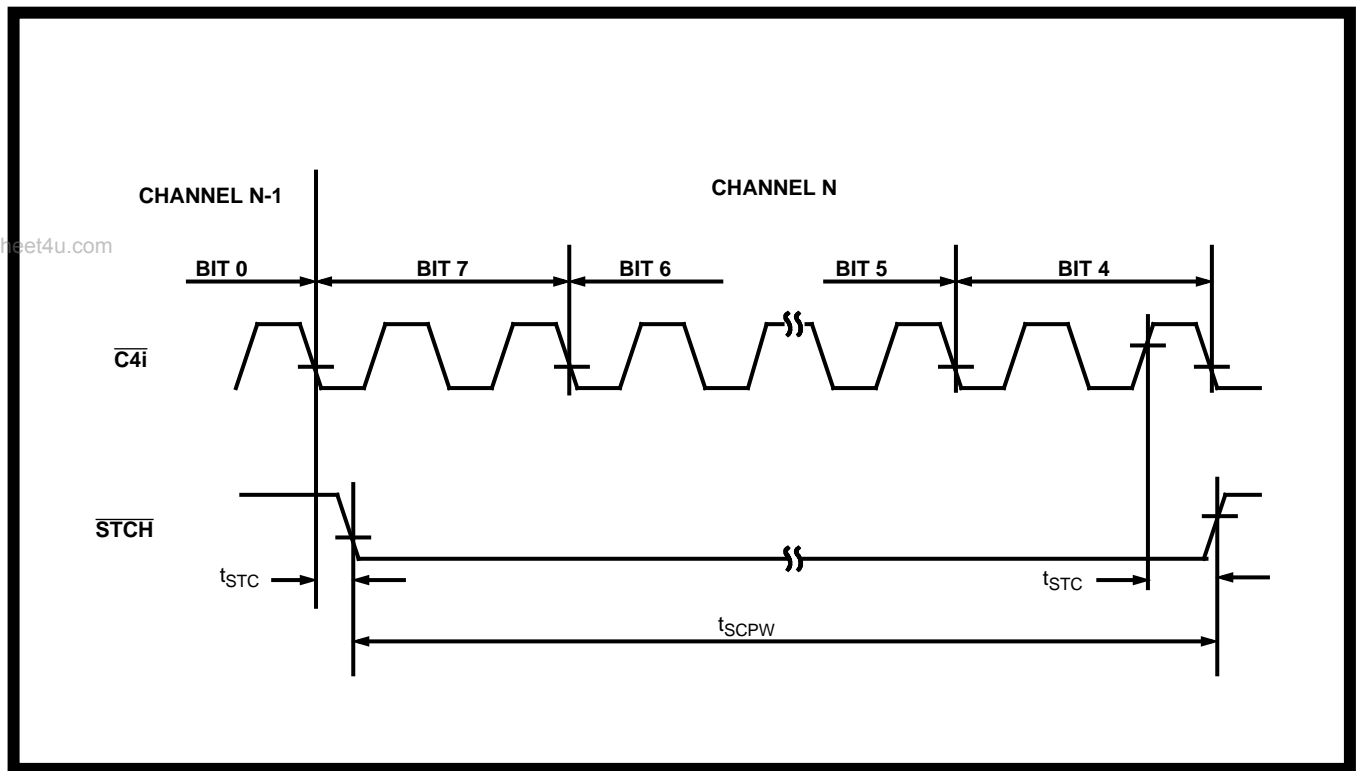 CHANNEL N-1
CHANNEL N
heet4u.com
BIT 0
BIT 7
BIT 6
BIT 5
BIT 4
C4i
STCH
tSTC
tSTC
tSCPW